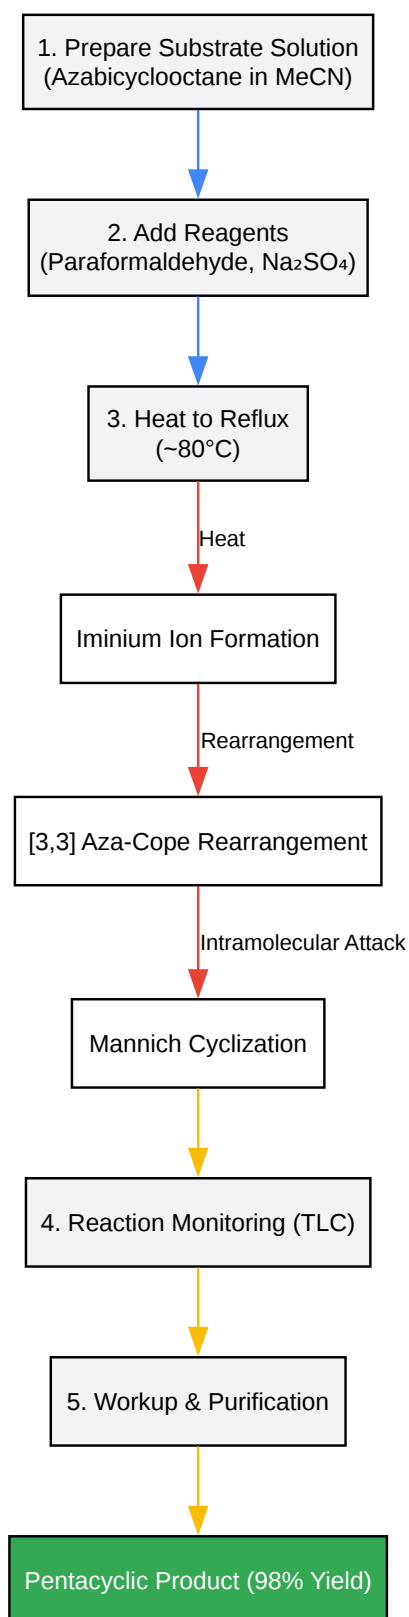 1. Prepare Substrate Solution
(Azabicyclooctane in MeCN)
2. Add Reagents
(Paraformaldehyde, Na₂SO₄)
3. Heat to Reflux
(~80°C)
Heat
Iminium Ion Formation
Rearrangement
[3,3] Aza-Cope Rearrangement
Intramolecular Attack
Mannich Cyclization
4. Reaction Monitoring (TLC)
5. Workup & Purification
Pentacyclic Product (98% Yield)